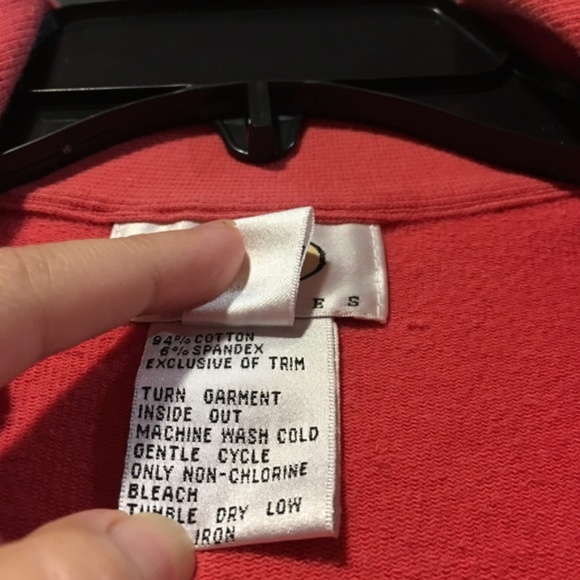 E S
94% COTTON
6% SPANDEX
EXCLUSIVE OF TRIM
TURN GARMENT
INSIDE OUT
MACHINE WASH COLD
GENTLE CYCLE
ONLY NON-CHLORINE
BLEACH
TUMBLE DRY LOW
IRON